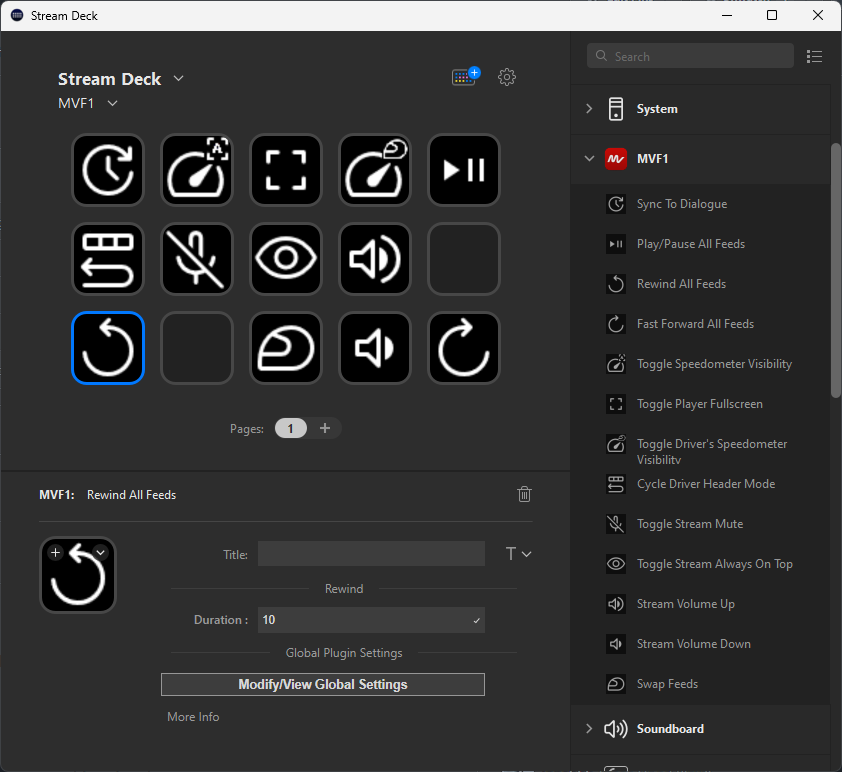 Stream Deck
Stream Deck
MVF1
A
Pages:
1
MVF1: Rewind All Feeds
Title:
T
Rewind
Duration :
10
Global Plugin Settings
Modify/View Global Settings
More Info
Search
System
MVF1
Sync To Dialogue
Play/Pause All Feeds
Rewind All Feeds
Fast Forward All Feeds
Toggle Speedometer Visibility
Toggle Player Fullscreen
Toggle Driver's Speedometer
Visibility
Cycle Driver Header Mode
Toggle Stream Mute
Toggle Stream Always On Top
Stream Volume Up
Stream Volume Down
Swap Feeds
Soundboard